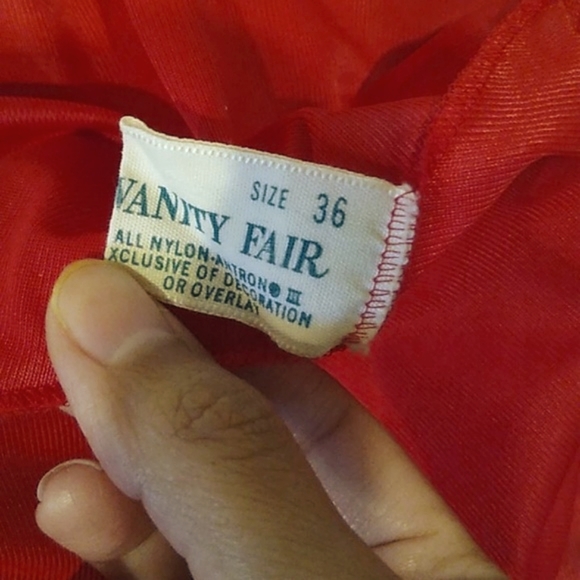 SIZE 36
VANITY FAIR
ALL NYLON-ANTRON® III
XCLUSIVE OF DECORATION
OR OVERLAY